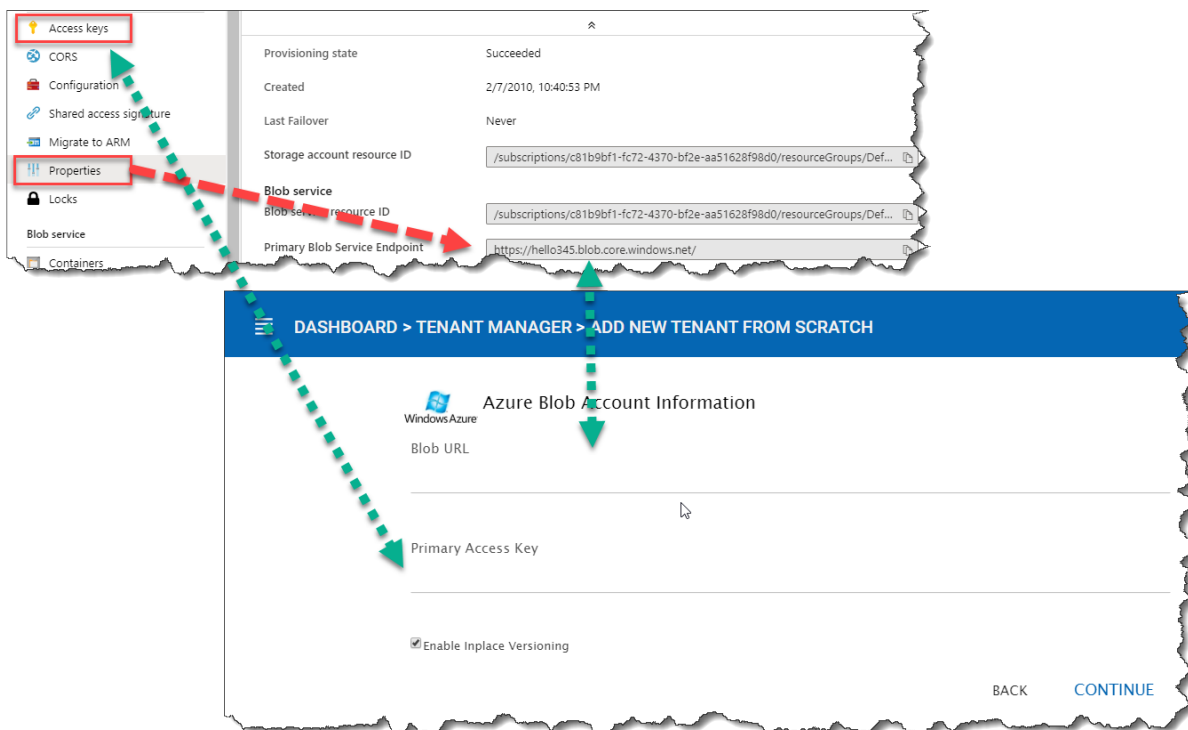 Access keys
CORS
Configuration
Shared access signature
Migrate to ARM
Properties
Locks
Blob service
Containers
Provisioning state Succeeded
Created 2/7/2010, 10:40:53 PM
Last Failover Never
Storage account resource ID /subscriptions/c81b9bf1-fc72-4370-bf2e-aa51628f98d0/resourceGroups/Def...
Blob service
Blob service resource ID /subscriptions/c81b9bf1-fc72-4370-bf2e-aa51628f98d0/resourceGroups/Def...
Primary Blob Service Endpoint https://hello345.blob.core.windows.net/
DASHBOARD > TENANT MANAGER > ADD NEW TENANT FROM SCRATCH
Windows Azure
Azure Blob Account Information
Blob URL
Primary Access Key
Enable Inplace Versioning
BACK CONTINUE